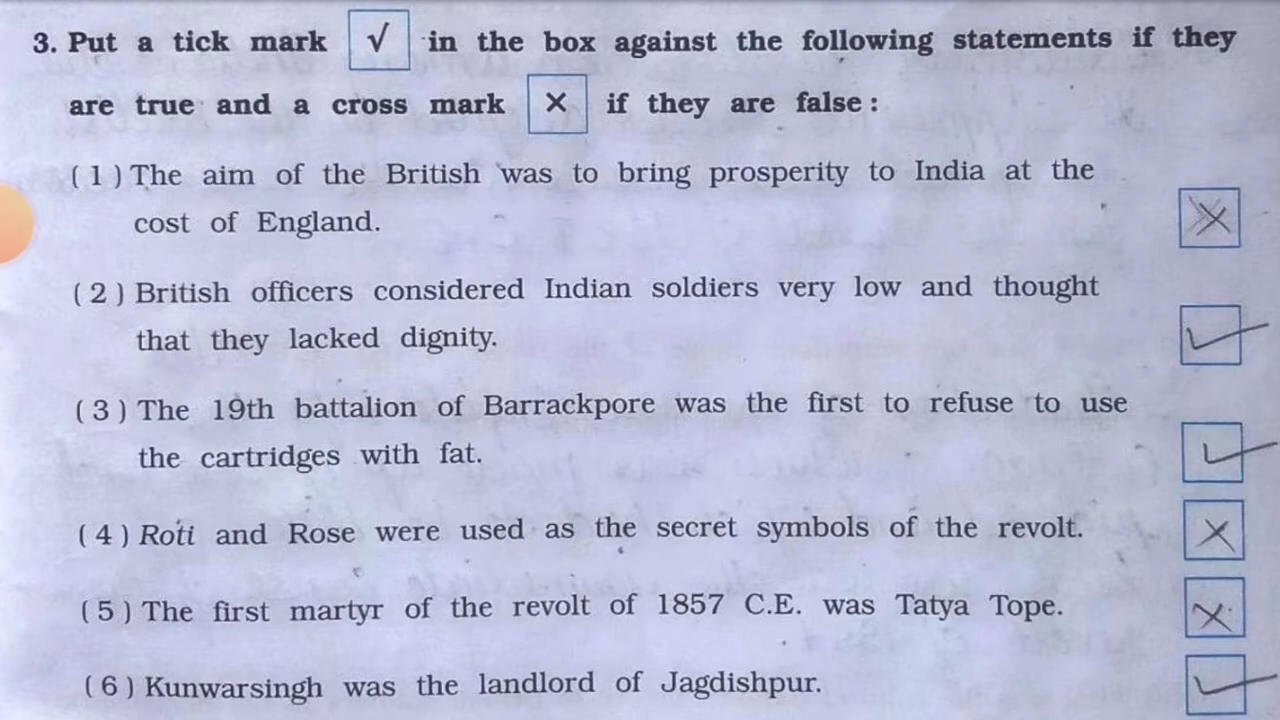 3. Put a tick mark √ in the box against the following statements if they
are true and a cross mark × if they are false :
( 1 ) The aim of the British was to bring prosperity to India at the
cost of England. ×
( 2 ) British officers considered Indian soldiers very low and thought
that they lacked dignity. ✓
( 3 ) The 19th battalion of Barrackpore was the first to refuse to use
the cartridges with fat. ✓
( 4 ) Roti and Rose were used as the secret symbols of the revolt. ×
( 5 ) The first martyr of the revolt of 1857 C.E. was Tatya Tope. ×
( 6 ) Kunwarsingh was the landlord of Jagdishpur. ✓